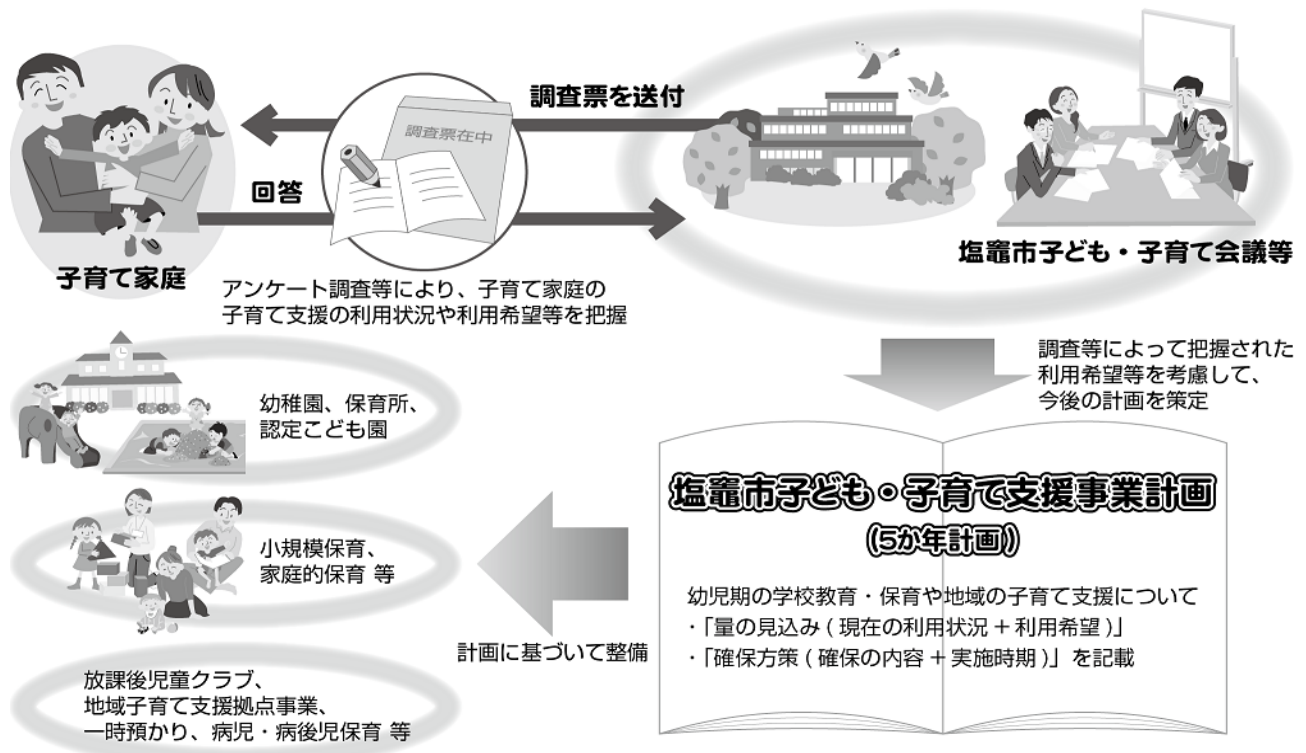 調査票を送付
調査票在中
回答
子育て家庭
塩竈市子ども・子育て会議等
アンケート調査等により、子育て家庭の
子育て支援の利用状況や利用希望等を把握
調査等によって把握された
利用希望等を考慮して、
今後の計画を策定
塩竈市子ども・子育て支援事業計画
(5か年計画)
幼児期の学校教育・保育や地域の子育て支援について
・「量の見込み ( 現在の利用状況 + 利用希望 )」
・「確保方策 ( 確保の内容 + 実施時期 )」を記載
計画に基づいて整備
幼稚園、保育所、
認定こども園
小規模保育、
家庭的保育 等
放課後児童クラブ、
地域子育て支援拠点事業、
一時預かり、病児・病後児保育 等